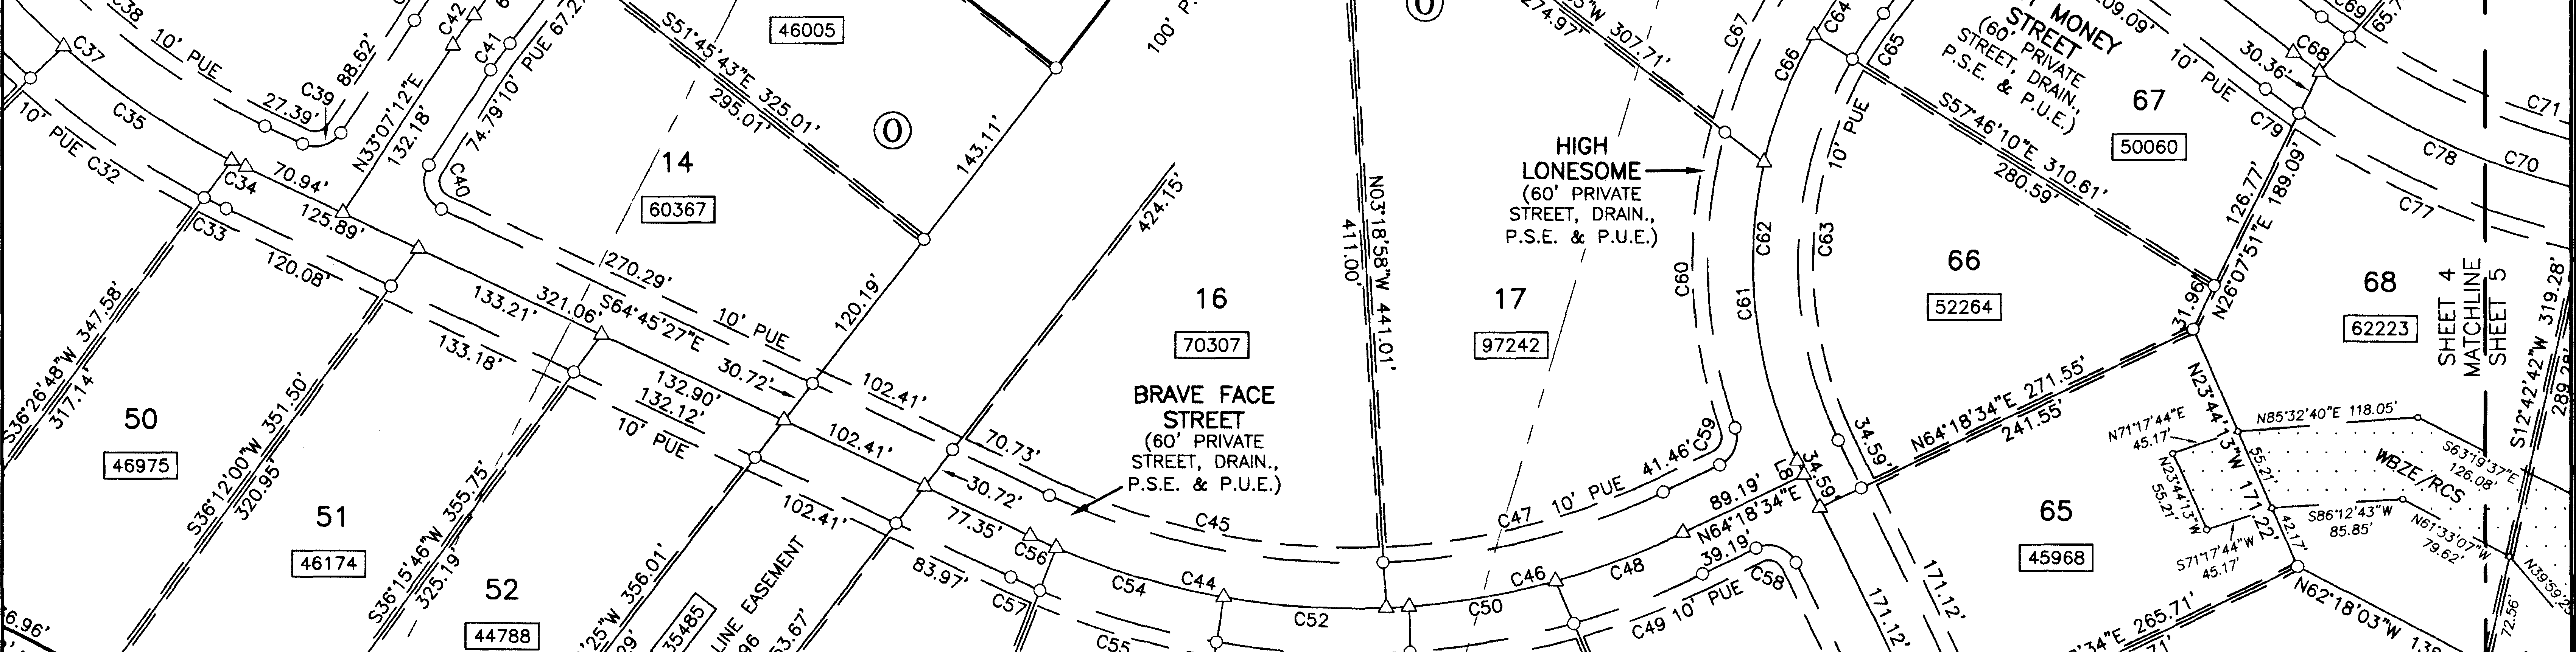 C38
10' PUE
C37
C35
C39
27.39'
88.62'
C42
C41
10' PUE
C32
N33°07'12"E
132.18'
74.79'
10' PUE
67.27
C40
C34
C33
70.94'
125.89'
120.08'
S36°26'48"W 347.58'
317.14'
50
46975
S36°12'00"W 351.50'
320.95'
51
46174
S36°15'46"W 355.75'
325.19'
52
44788
133.21'
133.18'
321.06'
S64°45'27"E
270.29'
10' PUE
132.90'
132.12'
10' PUE
30.72'
14
60367
S51°45'43"E 325.01'
295.01'
46005
O
100' P.
143.11'
120.19'
424.15'
102.41'
102.41'
102.41'
70.73'
30.72'
77.35'
83.97'
'25"W 356.01'
35485
LINE EASEMENT
16
70307
BRAVE FACE
STREET
(60' PRIVATE
STREET, DRAIN.,
P.S.E. & P.U.E.)
C45
C56
C57
C54
C55
C44
C52
N03°18'58"W 441.01'
411.00'
O
17
97242
HIGH
LONESOME
(60' PRIVATE
STREET, DRAIN.,
P.S.E. & P.U.E.)
274.97'
307.71'
C67
C66
C64
C65
10' PUE
C60
C61
C62
C63
C47
10' PUE
41.46'
C59
C46
C50
C48
89.19'
N64°18'34"E
L8
34.59'
34.59'
39.19'
C58
C49
10' PUE
171.12'
171.12'
MONEY
STREET
(60' PRIVATE
STREET, DRAIN.,
P.S.E. & P.U.E.)
67
50060
S57°46'10"E 310.61'
280.59'
66
52264
N64°18'34"E 271.55'
241.55'
31.96'
126.77'
N26°07'51"E 189.09'
209.09'
10' PUE
30.36'
C68
C69
C79
C71
C78
C70
C77
68
62223
SHEET 4
MATCHLINE
SHEET 5
S12°42'42"W 319.28'
N23°44'13"W 171.22'
N85°32'40"E 118.05'
N71°17'44"E
45.17'
N23°44'13"W
55.21'
55.21'
S71°17'44"W
45.17'
42.17'
S63°19'37"E
126.08'
WBZE/RCS
S86°12'43"W
85.85'
N61°33'07"W
79.62'
72.56'
65
45968
34"E 265.71'
N62°18'03"W